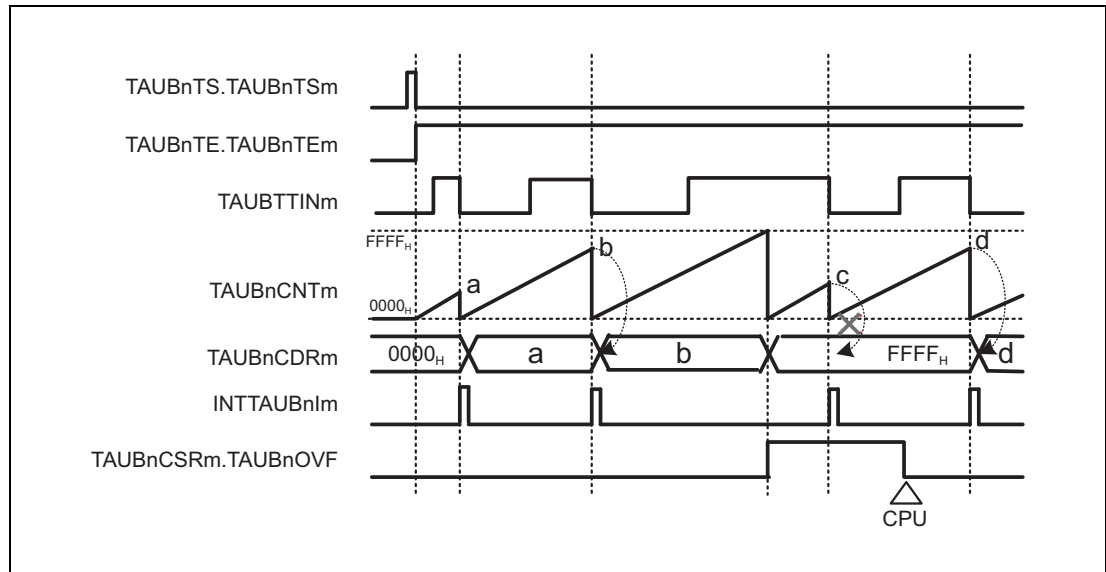 TAUBnTS.TAUBnTSm
TAUBnTE.TAUBnTEm
TAUBTTINm
FFFFH
TAUBnCNTm
0000H
a
b
c
d
TAUBnCDRm
0000H
a
b
FFFFH
d
INTTAUBnIm
TAUBnCSRm.TAUBnOVF
CPU